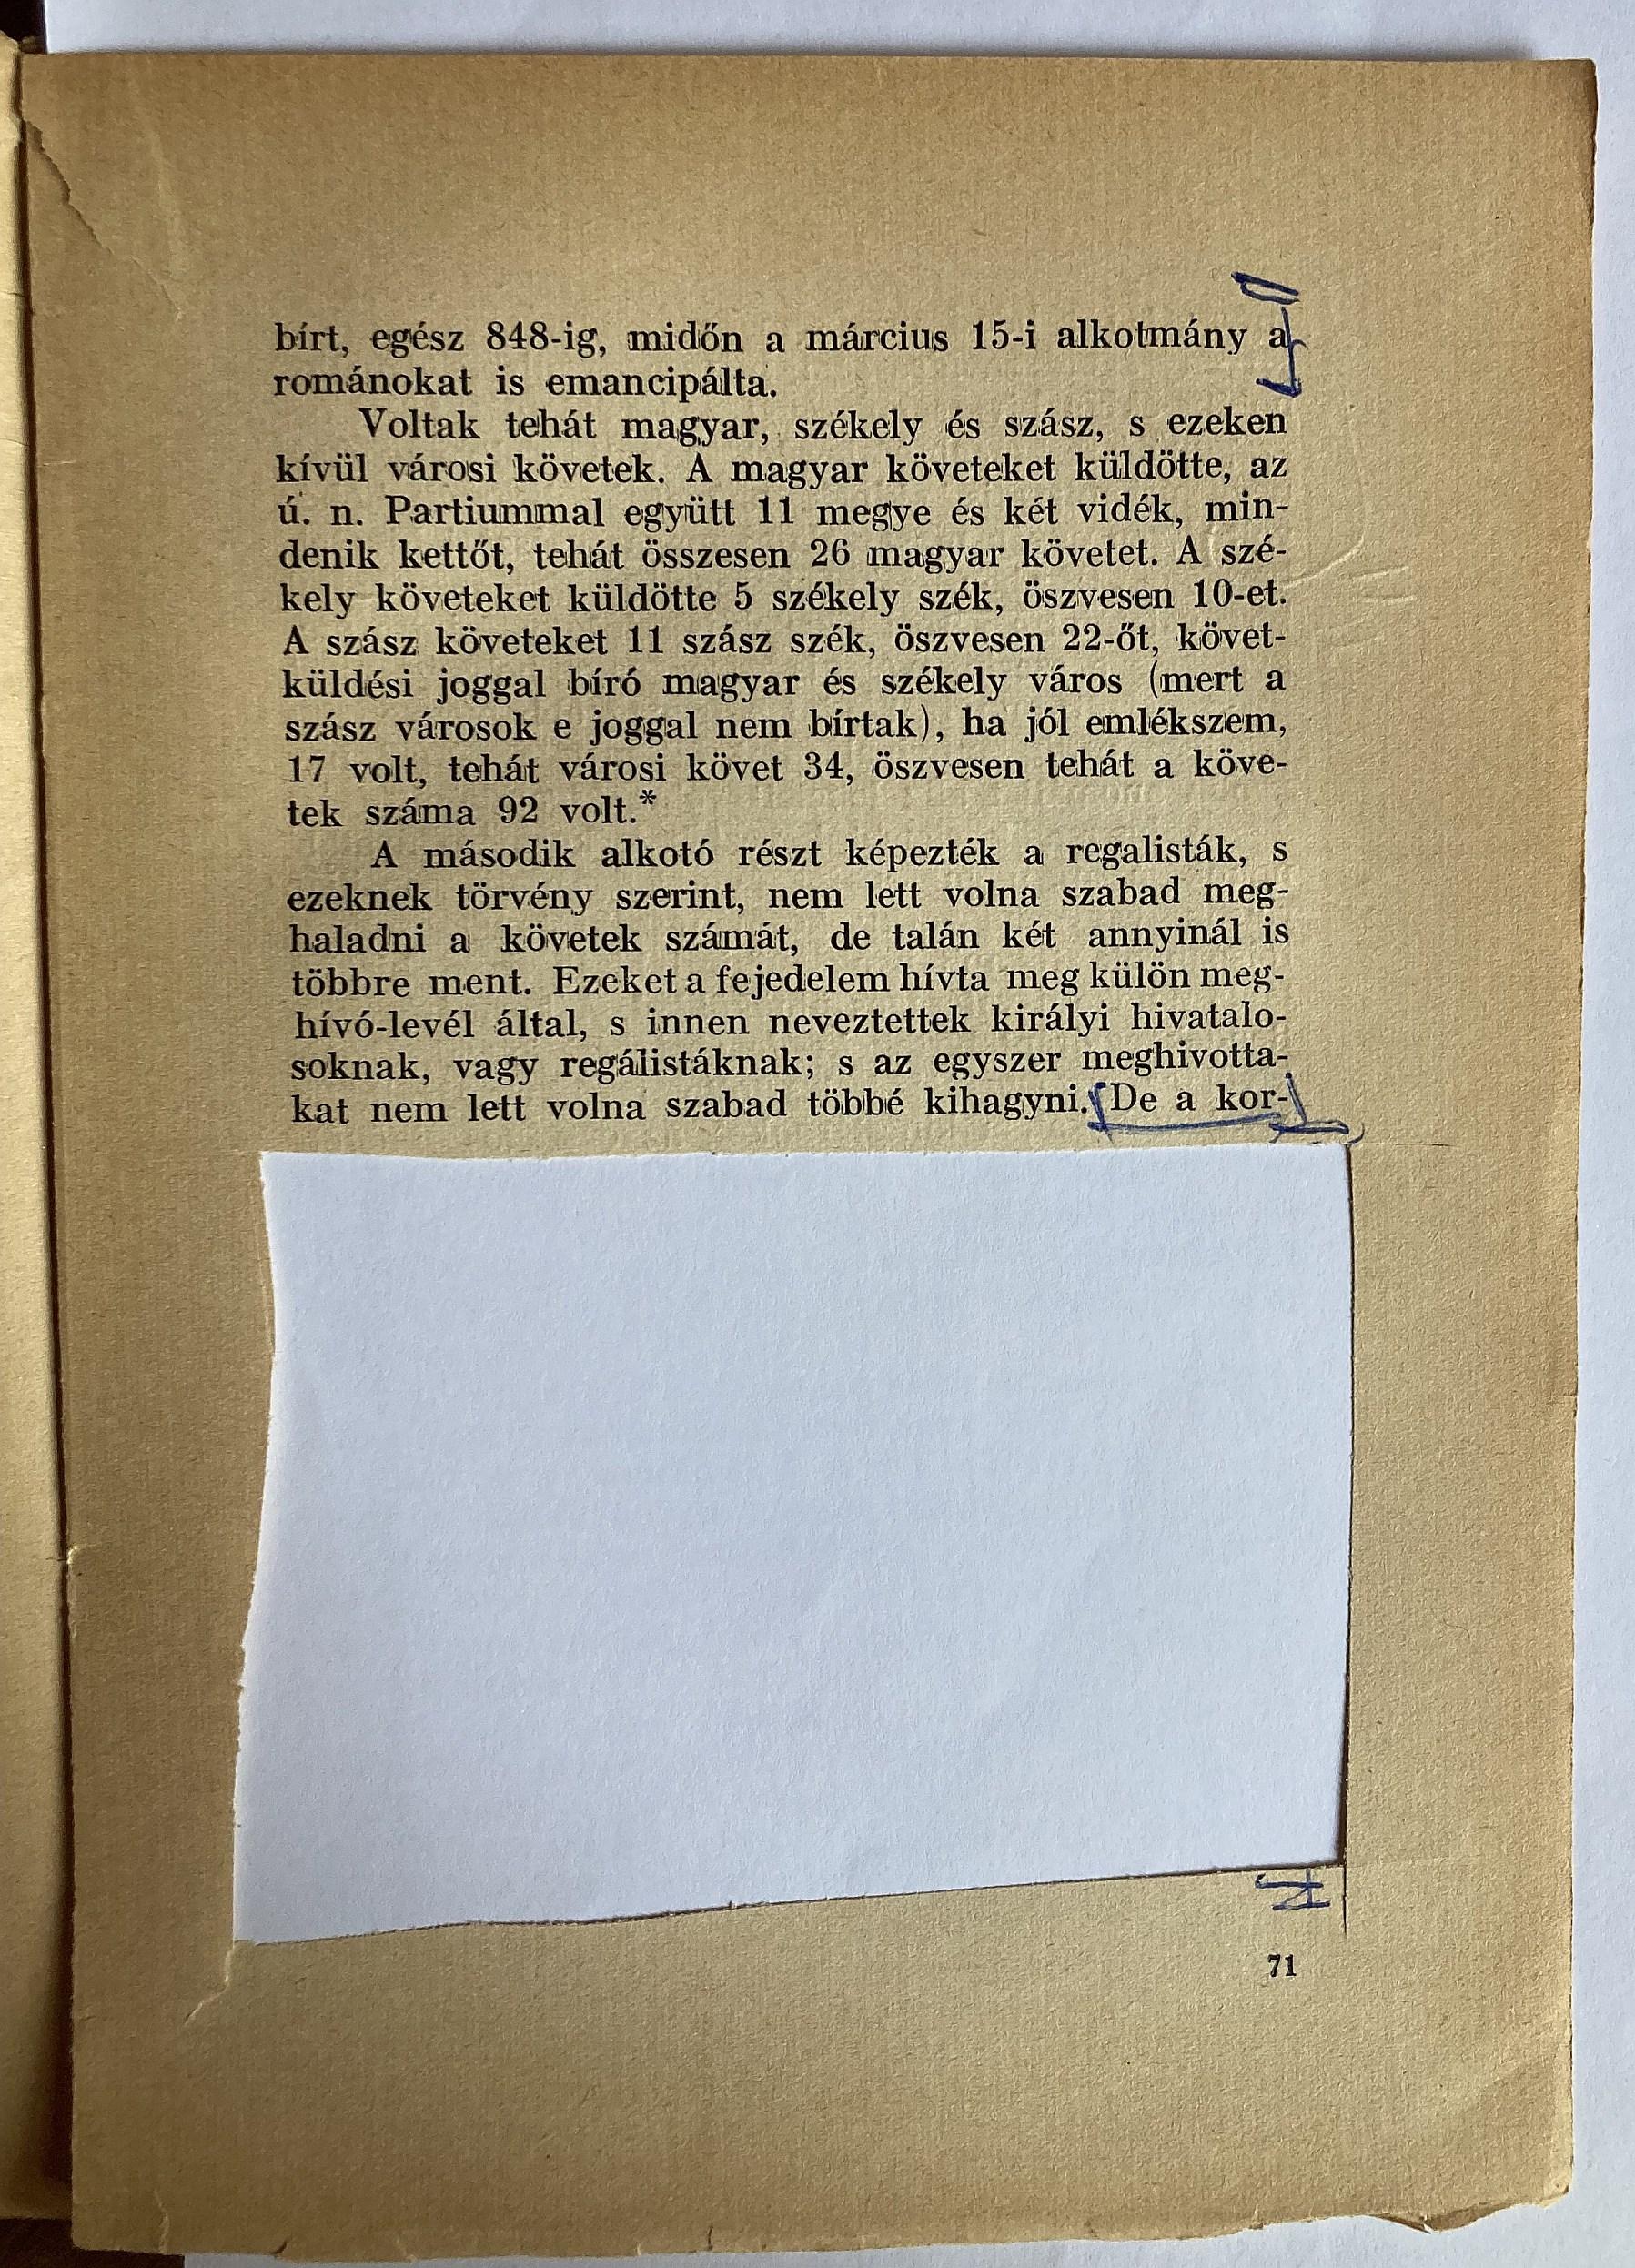 bírt, egész 848-ig, midőn a március 15-i alkotmány a
románokat is emancipálta.
Voltak tehát magyar, székely és szász, s ezeken
kívül városi követek. A magyar követeket küldötte, az
ú. n. Partiummal együtt 11 megye és két vidék, min-
denik kettőt, tehát összesen 26 magyar követet. A szé-
kely követeket küldötte 5 székely szék, öszvesen 10-et.
A szász követeket 11 szász szék, öszvesen 22-őt, követ-
küldési joggal bíró magyar és székely város (mert a
szász városok e joggal nem bírtak), ha jól emlékszem,
17 volt, tehát városi követ 34, öszvesen tehát a köve-
tek száma 92 volt.*
A második alkotó részt képezték a regalisták, s
ezeknek törvény szerint, nem lett volna szabad meg-
haladni a követek számát, de talán két annyinál is
többre ment. Ezeket a fejedelem hívta meg külön meg-
hívó-levél által, s innen neveztettek királyi hivatalo-
soknak, vagy regálistáknak; s az egyszer meghivotta-
kat nem lett volna szabad többé kihagyni. De a kor-
71